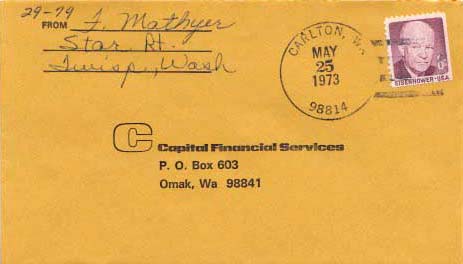 29-79
FROM F. Mathyer
Star Rt.
Twisp, Wash
CARLTON, WA
MAY
25
1973
98814
EISENHOWER·USA
C Capital Financial Services
P. O. Box 603
Omak, Wa 98841